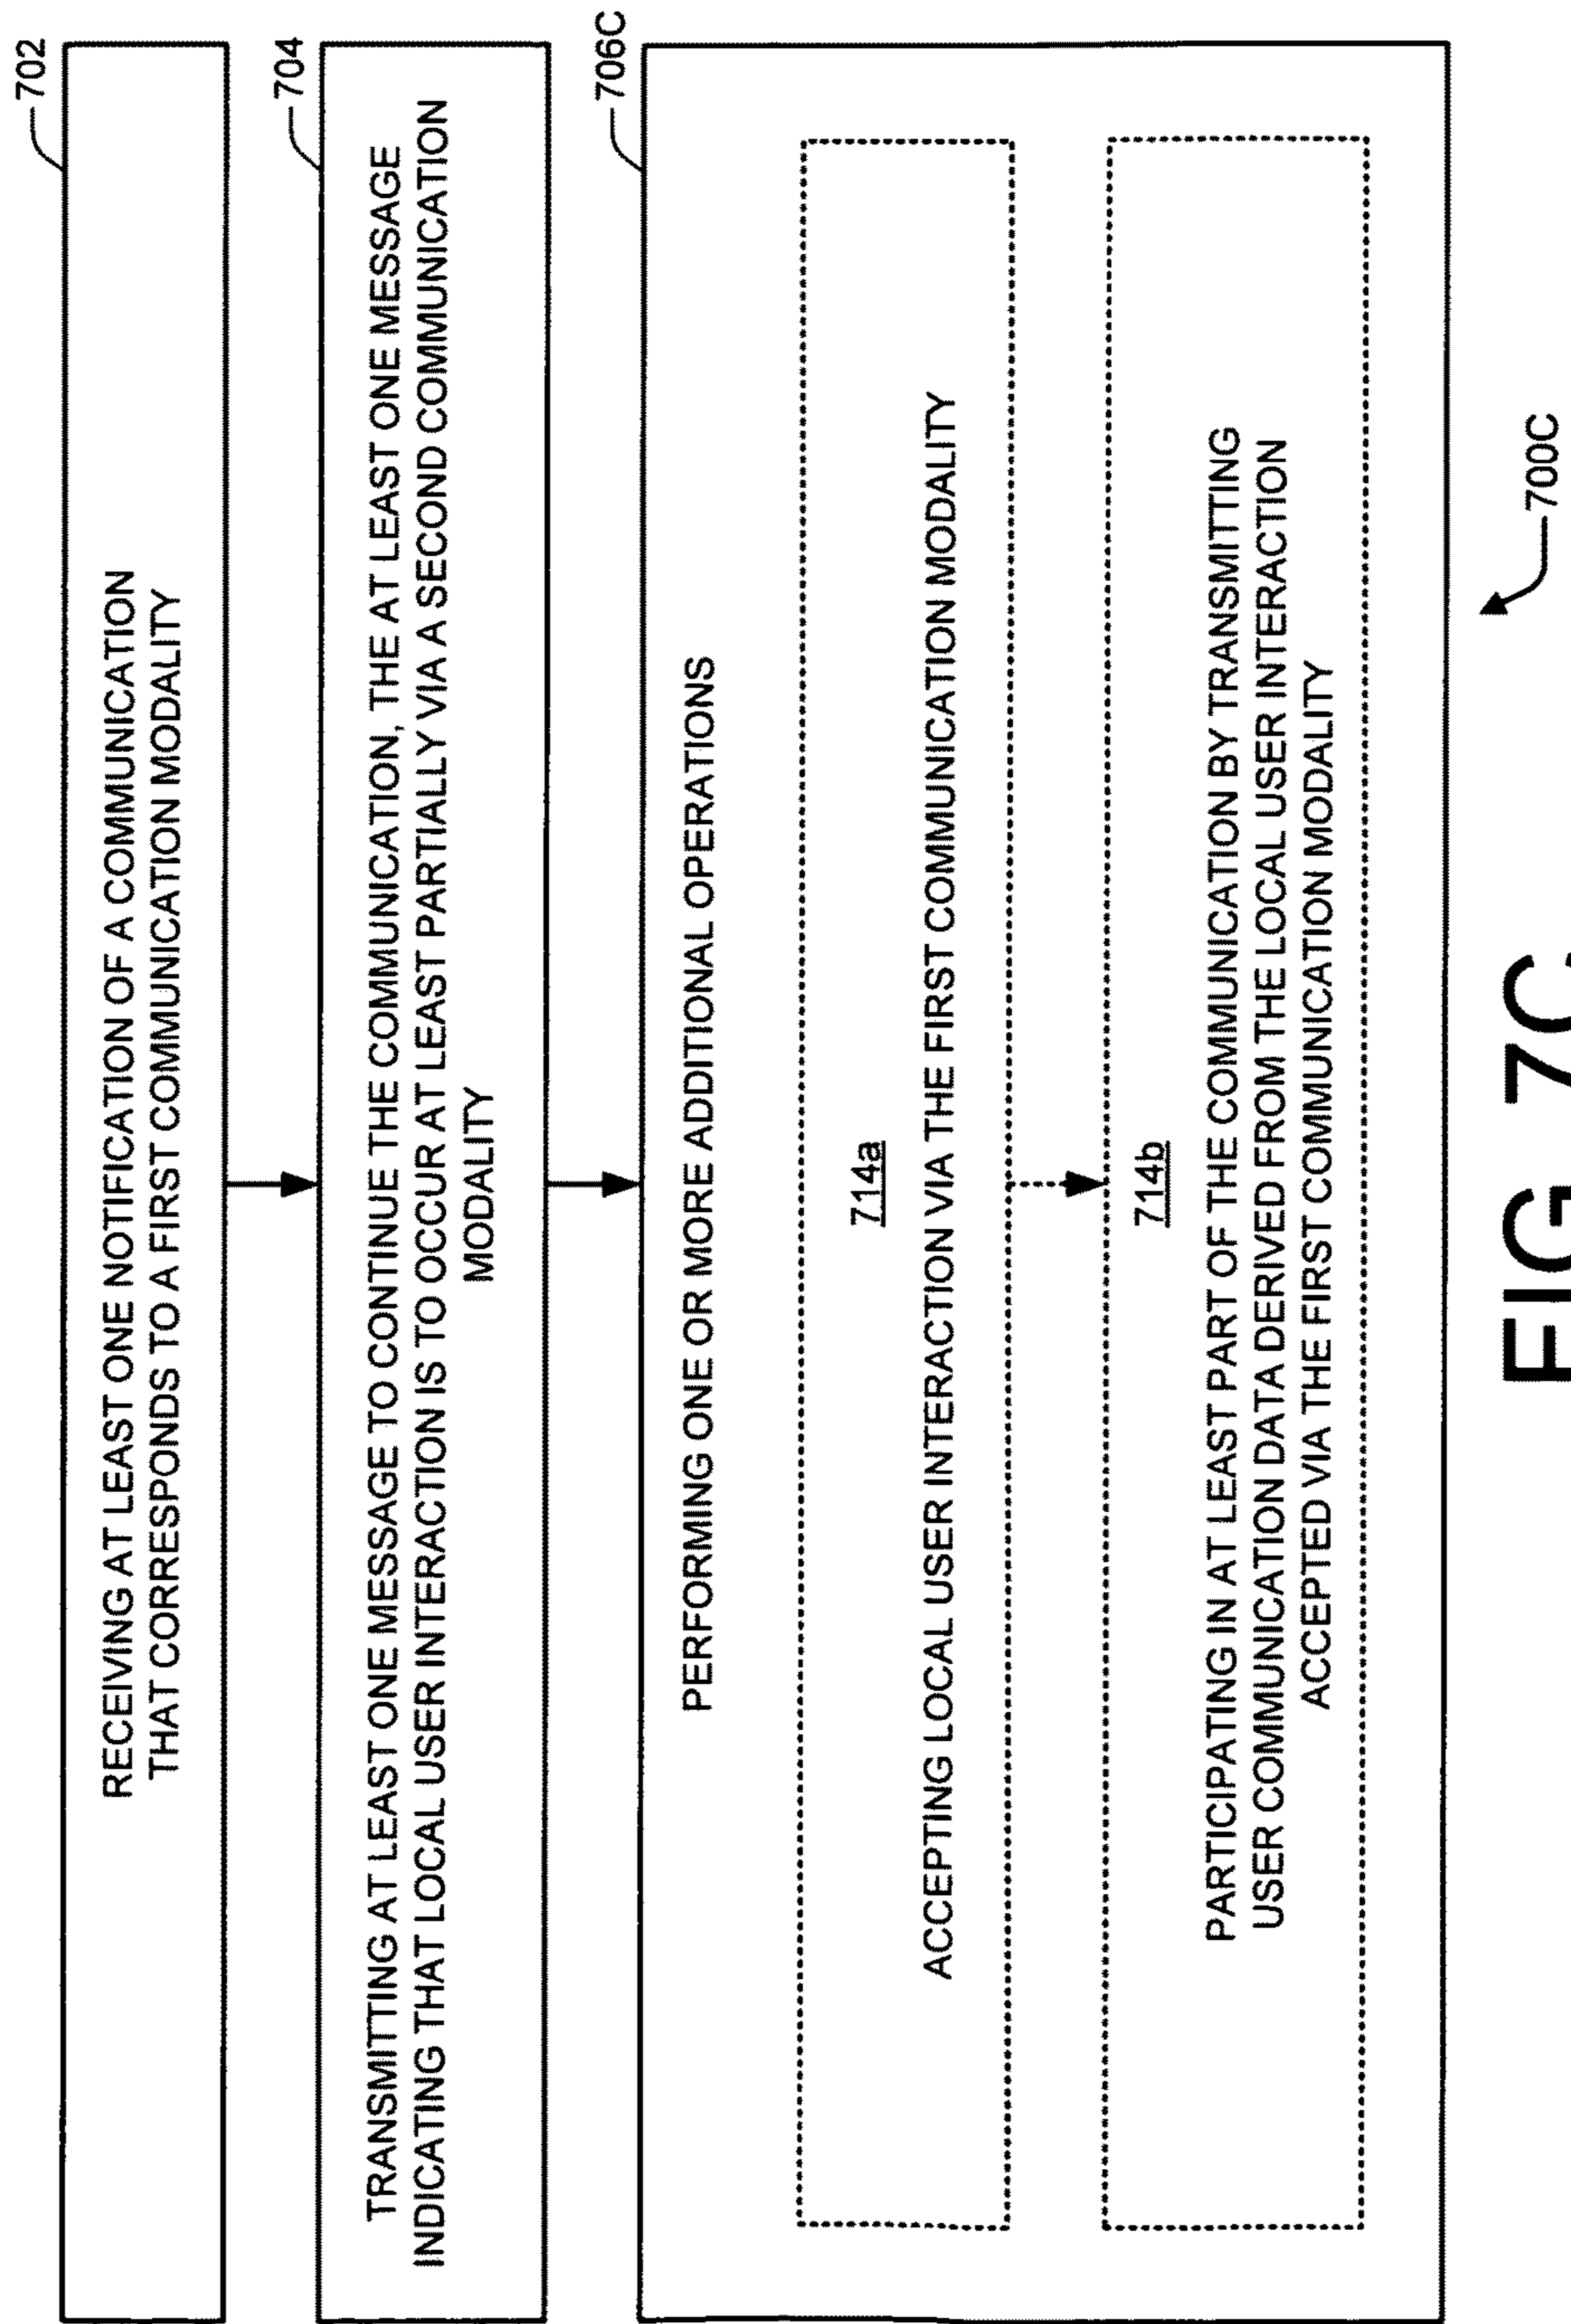 702
RECEIVING AT LEAST ONE NOTIFICATION OF A COMMUNICATION
THAT CORRESPONDS TO A FIRST COMMUNICATION MODALITY
704
TRANSMITTING AT LEAST ONE MESSAGE TO CONTINUE THE COMMUNICATION, THE AT LEAST ONE MESSAGE
INDICATING THAT LOCAL USER INTERACTION IS TO OCCUR AT LEAST PARTIALLY VIA A SECOND COMMUNICATION
MODALITY
706C
PERFORMING ONE OR MORE ADDITIONAL OPERATIONS
714a
ACCEPTING LOCAL USER INTERACTION VIA THE FIRST COMMUNICATION MODALITY
714b
PARTICIPATING IN AT LEAST PART OF THE COMMUNICATION BY TRANSMITTING
USER COMMUNICATION DATA DERIVED FROM THE LOCAL USER INTERACTION
ACCEPTED VIA THE FIRST COMMUNICATION MODALITY
700C
FIG 7C